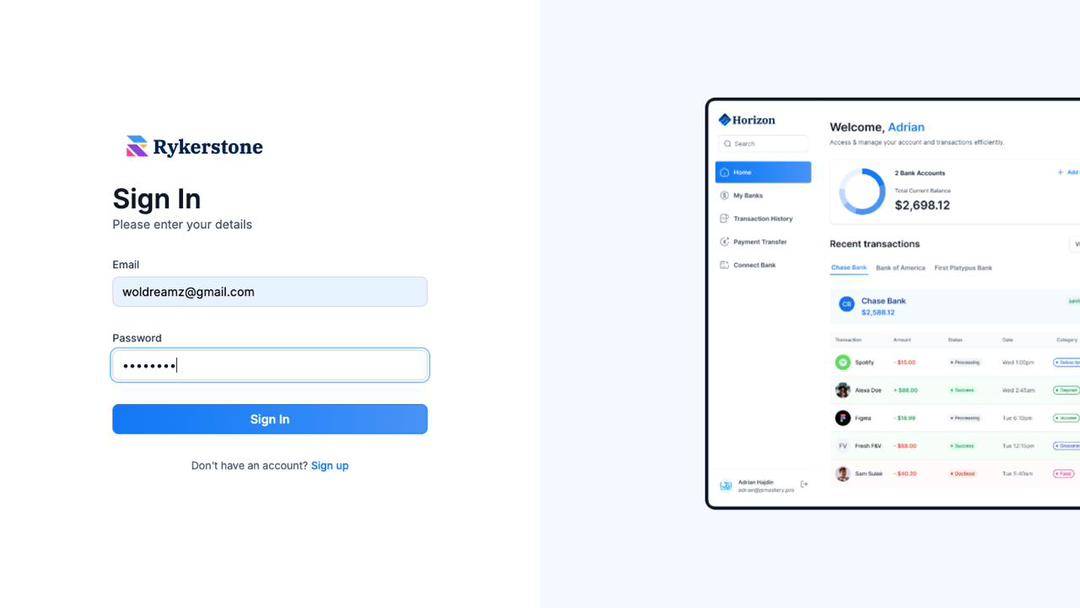 Rykerstone
Sign In
Please enter your details
Email
woldreamz@gmail.com
Password
••••••••
Sign In
Don't have an account? Sign up
Horizon
Search
Home
My Banks
Transaction History
Payment Transfer
Connect Bank
Adrian Hajdin
adrian@jsmastery.pro
Welcome, Adrian
Access & manage your account and transactions efficiently.
2 Bank Accounts
+ Add
Total Current Balance
$2,698.12
Recent transactions
Chase Bank Bank of America First Platypus Bank
CB Chase Bank
$2,588.12
Transaction Amount Status Date Category
Spotify - $15.00 Processing Wed 1:00pm
Alexa Doe + $88.00 Success Wed 2:45am
Figma - $18.99 Processing Tue 6:10pm
FV Fresh F&V - $88.00 Success Tue 12:15pm
Sam Sulek - $40.20 Declined Tue 5:40am Food